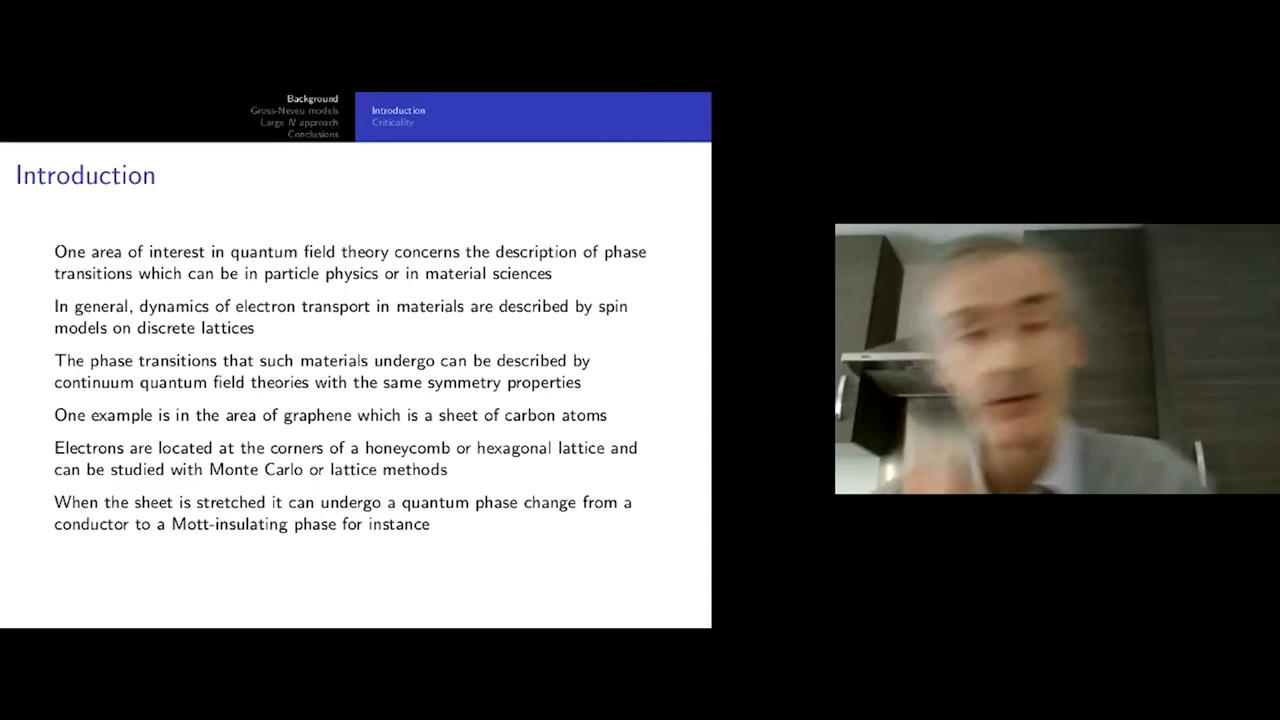 Background
Gross-Neveu models
Large N approach
Conclusions
Introduction
Criticality
Introduction
One area of interest in quantum field theory concerns the description of phase
transitions which can be in particle physics or in material sciences
In general, dynamics of electron transport in materials are described by spin
models on discrete lattices
The phase transitions that such materials undergo can be described by
continuum quantum field theories with the same symmetry properties
One example is in the area of graphene which is a sheet of carbon atoms
Electrons are located at the corners of a honeycomb or hexagonal lattice and
can be studied with Monte Carlo or lattice methods
When the sheet is stretched it can undergo a quantum phase change from a
conductor to a Mott-insulating phase for instance